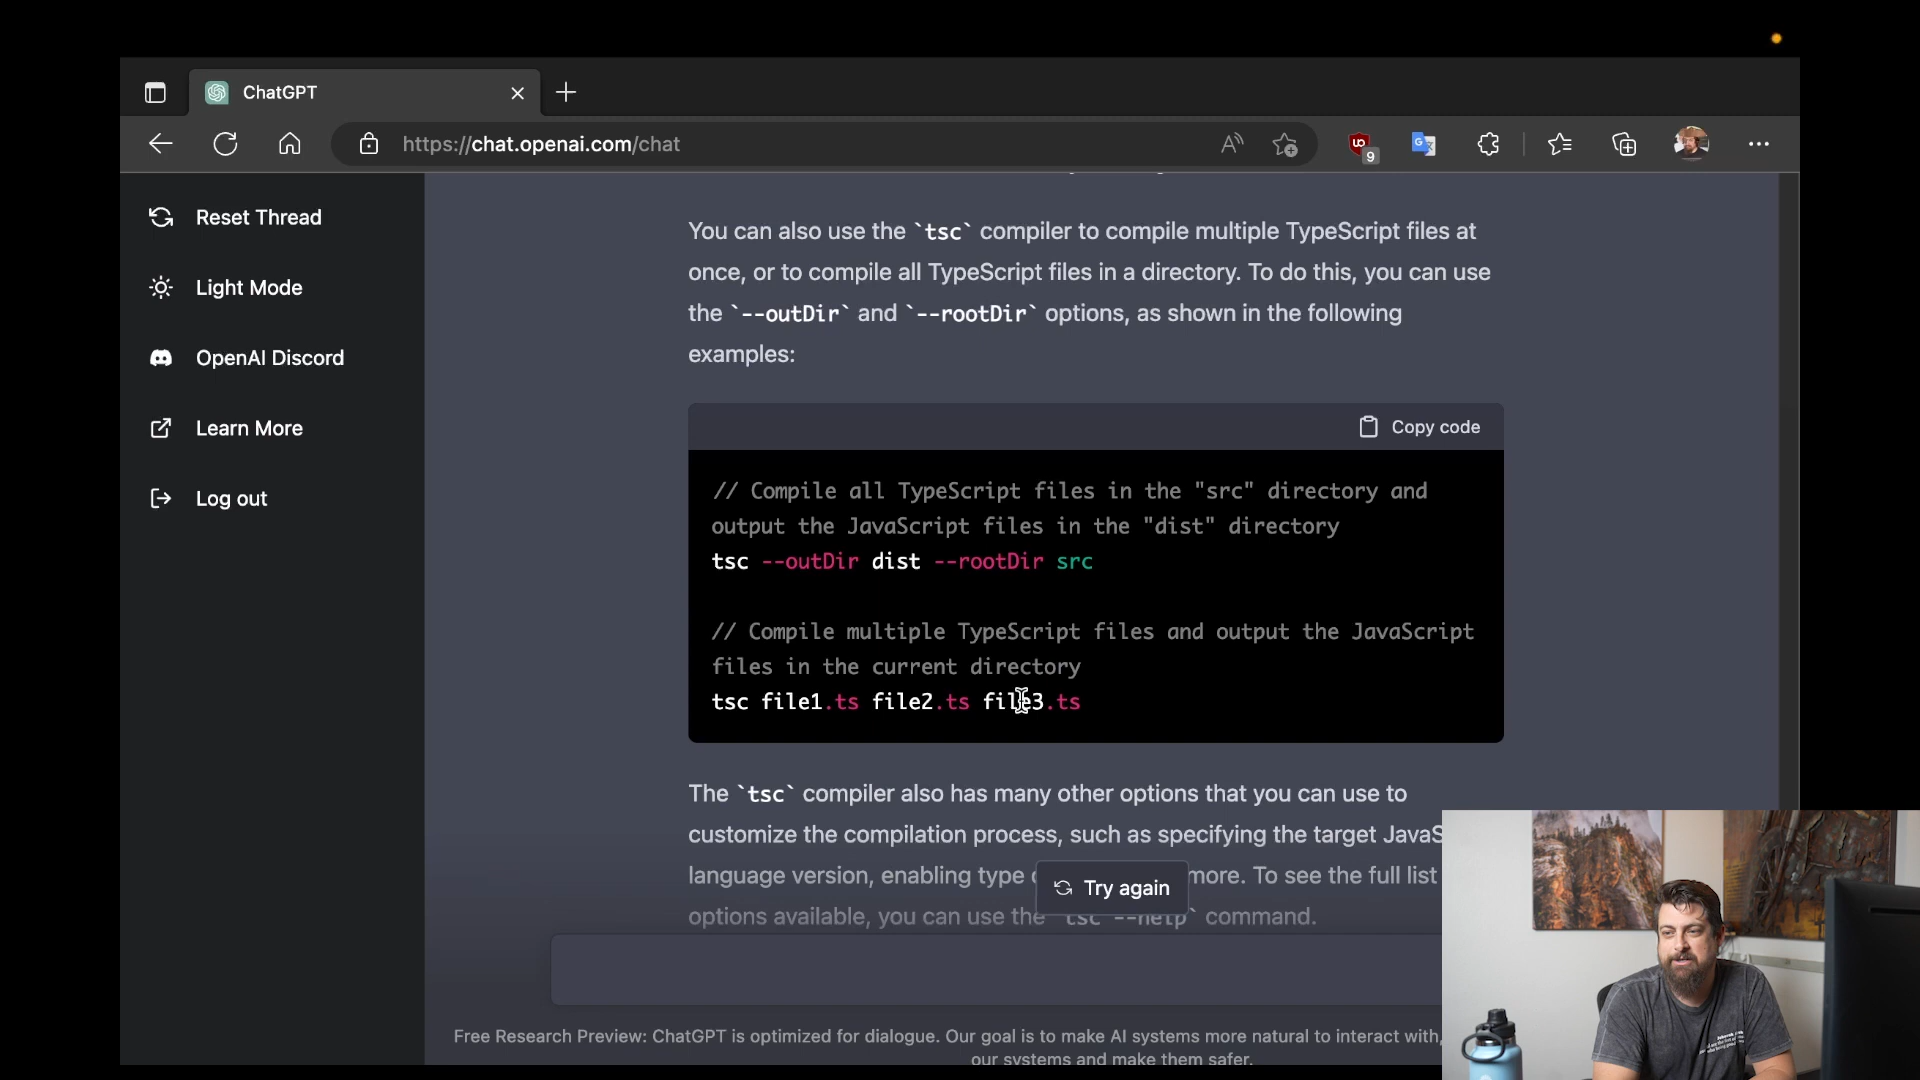 ChatGPT
https://chat.openai.com/chat
9
Reset Thread
Light Mode
OpenAI Discord
Learn More
Log out
You can also use the `tsc` compiler to compile multiple TypeScript files at
once, or to compile all TypeScript files in a directory. To do this, you can use
the `--outDir` and `--rootDir` options, as shown in the following
examples:
Copy code
// Compile all TypeScript files in the "src" directory and
output the JavaScript files in the "dist" directory
tsc --outDir dist --rootDir src
// Compile multiple TypeScript files and output the JavaScript
files in the current directory
tsc file1.ts file2.ts file3.ts
The `tsc` compiler also has many other options that you can use to
customize the compilation process, such as specifying the target JavaS
language version, enabling type more. To see the full list
options available, you can use the `tsc --help` command.
Try again
Free Research Preview: ChatGPT is optimized for dialogue. Our goal is to make AI systems more natural to interact with,
our systems and make them safer.